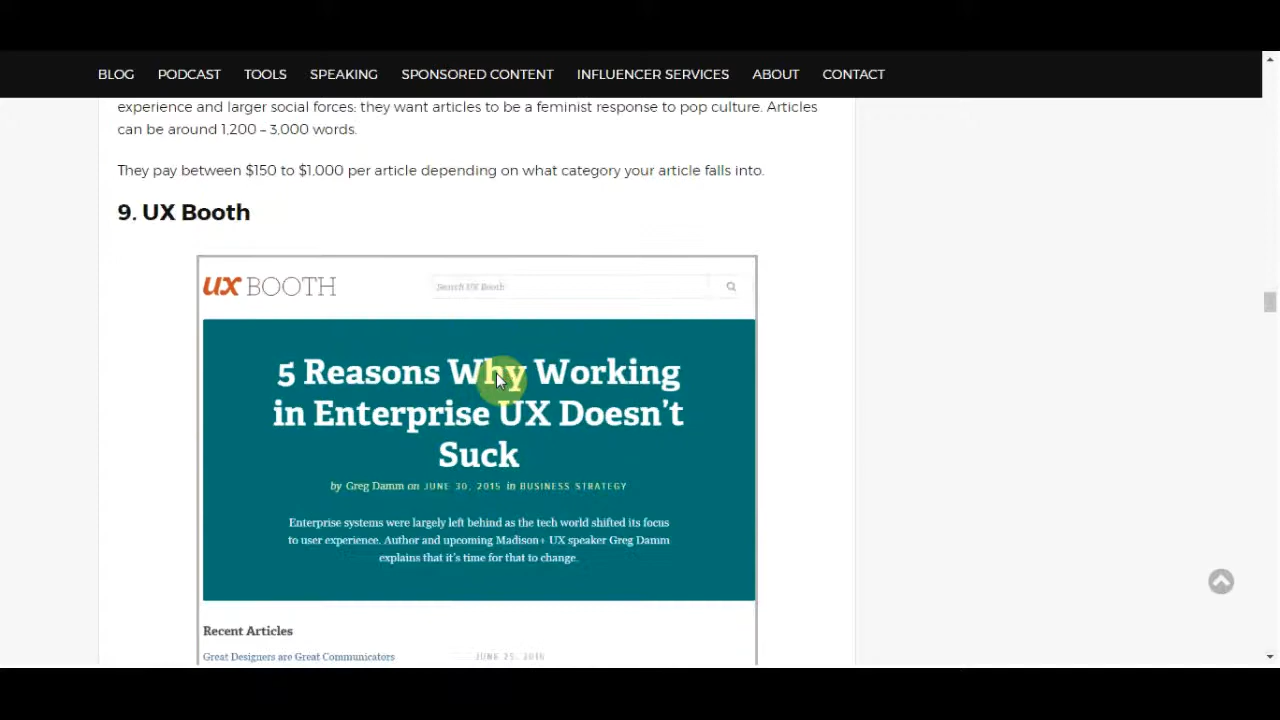 BLOG PODCAST TOOLS SPEAKING SPONSORED CONTENT INFLUENCER SERVICES ABOUT CONTACT
experience and larger social forces: they want articles to be a feminist response to pop culture. Articles
can be around 1,200 – 3,000 words.
They pay between $150 to $1,000 per article depending on what category your article falls into.
9. UX Booth
UX BOOTH
Search UX Booth
5 Reasons Why Working
in Enterprise UX Doesn't
Suck
by Greg Damm on JUNE 30, 2015 in BUSINESS STRATEGY
Enterprise systems were largely left behind as the tech world shifted its focus
to user experience. Author and upcoming Madison+ UX speaker Greg Damm
explains that it's time for that to change.
Recent Articles
Great Designers are Great Communicators
JUNE 25, 2015